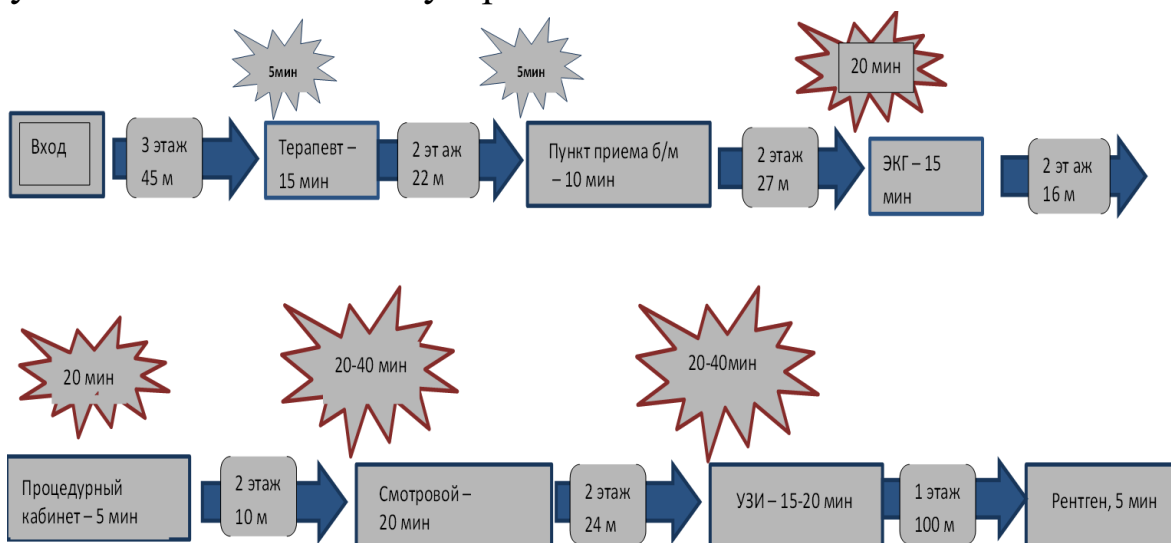 5мин
5мин
20 мин
Вход
3 этаж
45 м
Терапевт –
15 мин
2 эт аж
22 м
Пункт приема б/м
– 10 мин
2 этаж
27 м
ЭКГ – 15
мин
2 эт аж
16 м
20 мин
20-40 мин
20-40мин
Процедурный
кабинет – 5 мин
2 этаж
10 м
Смотровой –
20 мин
2 этаж
24 м
УЗИ – 15-20 мин
1 этаж
100 м
Рентген, 5 мин